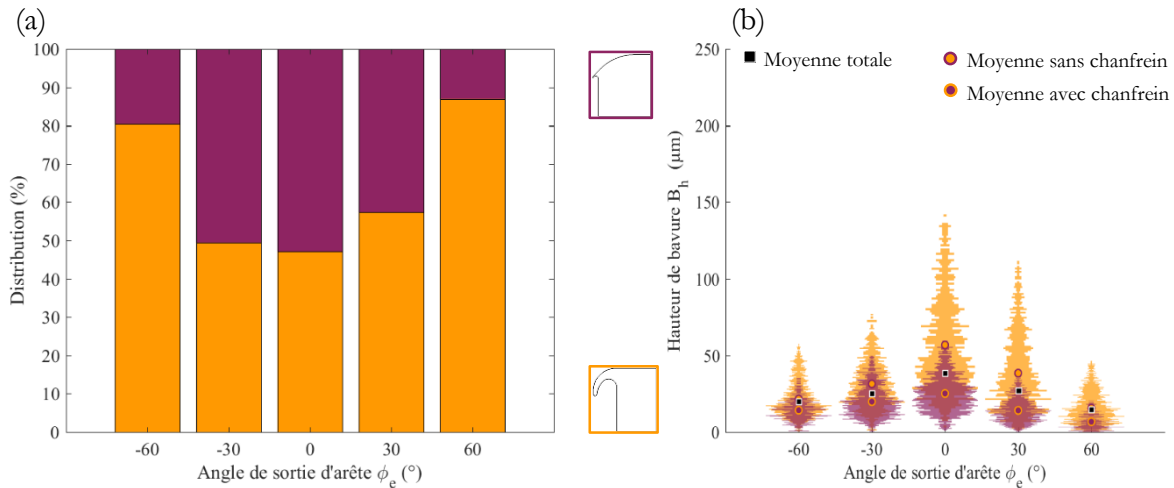 (a)
100
90
80
70
60
50
40
30
20
10
0
Distribution (%)
-60 -30 0 30 60
Angle de sortie d'arête ϕe (°)
(b)
250
200
150
100
50
0
Hauteur de bavure Bh (μm)
Moyenne totale
Moyenne sans chanfrein
Moyenne avec chanfrein
-60 -30 0 30 60
Angle de sortie d'arête ϕe (°)